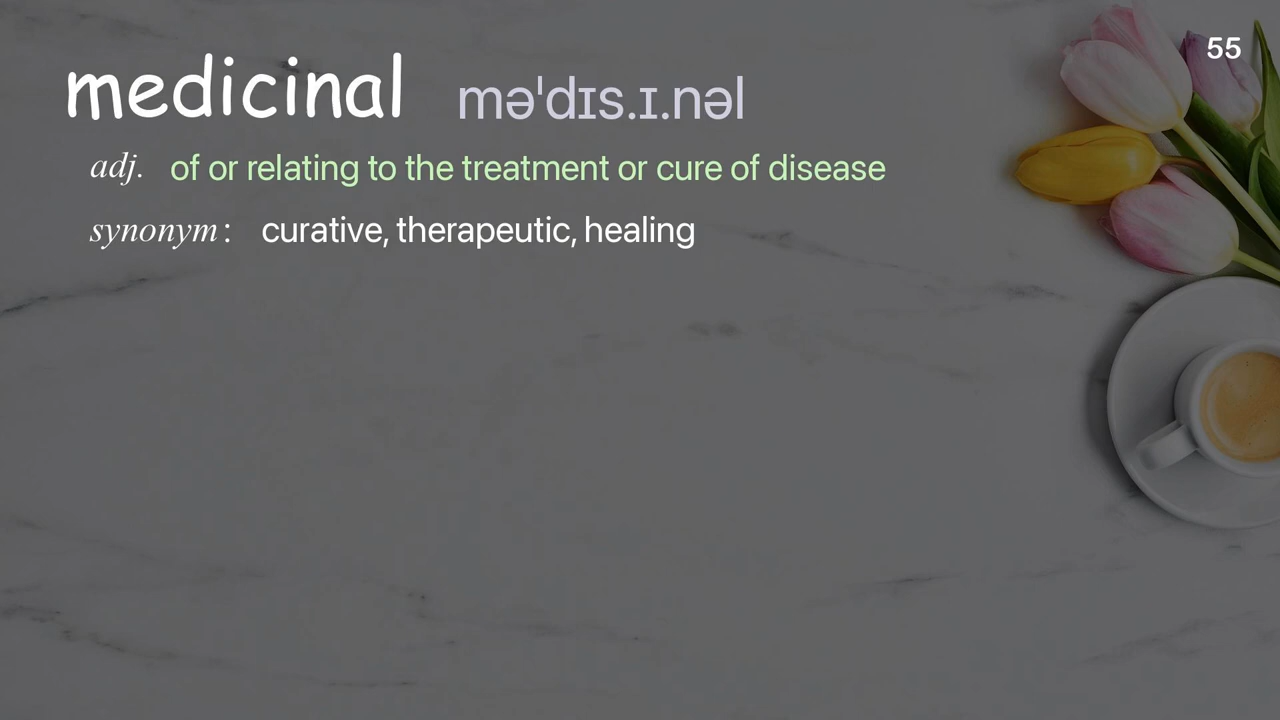 55
medicinal məˈdɪs.ɪ.nəl
adj. of or relating to the treatment or cure of disease
synonym: curative, therapeutic, healing